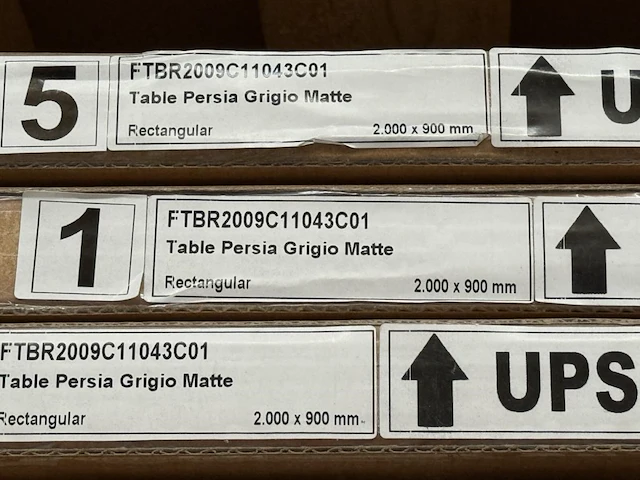 5
FTBR2009C11043C01
Table Persia Grigio Matte
Rectangular 2.000 x 900 mm
U
1
FTBR2009C11043C01
Table Persia Grigio Matte
Rectangular 2.000 x 900 mm
FTBR2009C11043C01
Table Persia Grigio Matte
Rectangular 2.000 x 900 mm
UPS